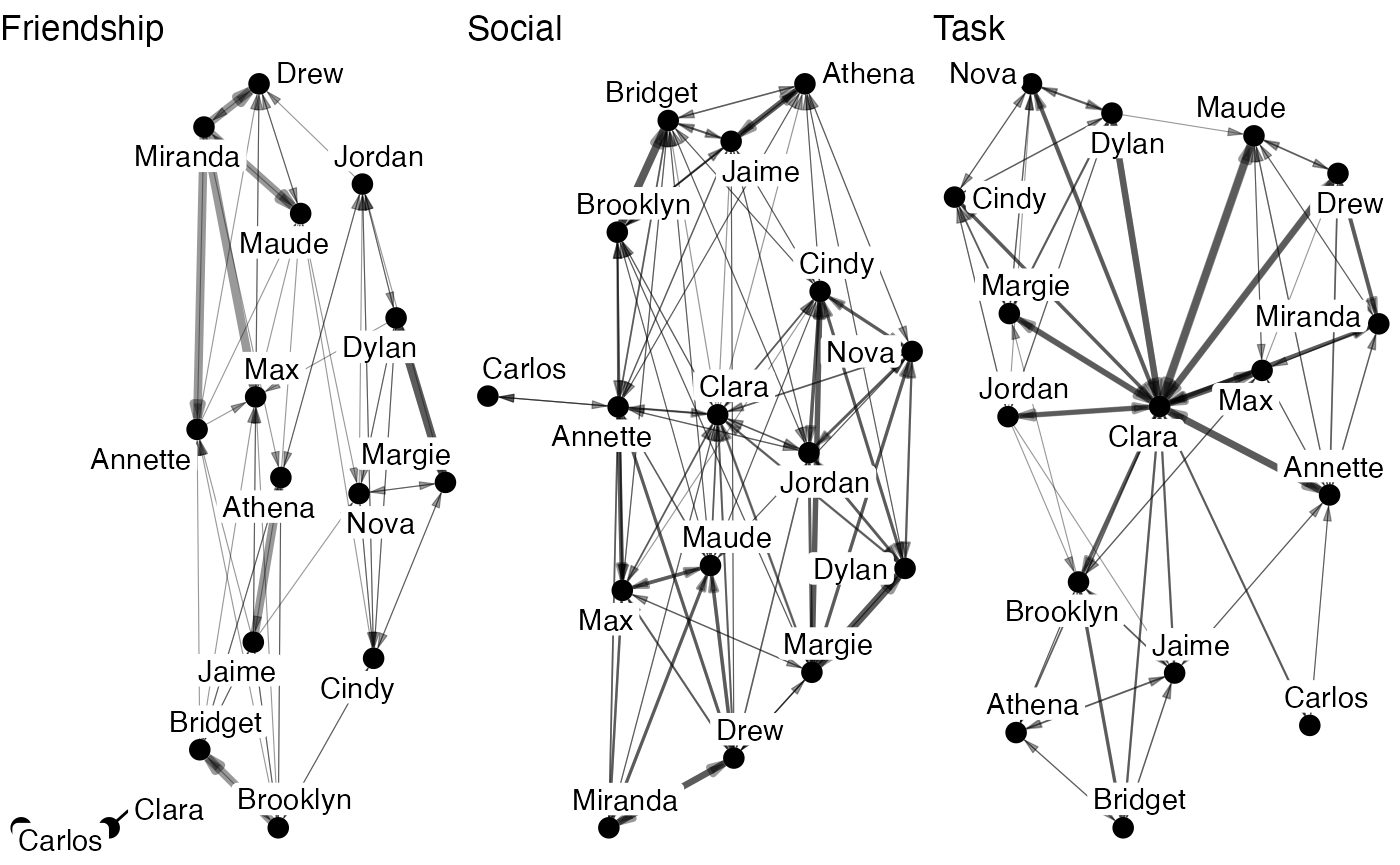 Friendship
Drew
Miranda
Jordan
Maude
Dylan
Max
Annette
Margie
Athena
Nova
Jaime
Cindy
Bridget
Brooklyn
Clara
Carlos
Social
Athena
Bridget
Jaime
Brooklyn
Cindy
Nova
Carlos
Clara
Annette
Jordan
Maude
Dylan
Max
Margie
Drew
Miranda
Task
Nova
Maude
Dylan
Cindy
Drew
Margie
Miranda
Jordan
Max
Clara
Annette
Brooklyn
Jaime
Athena
Carlos
Bridget